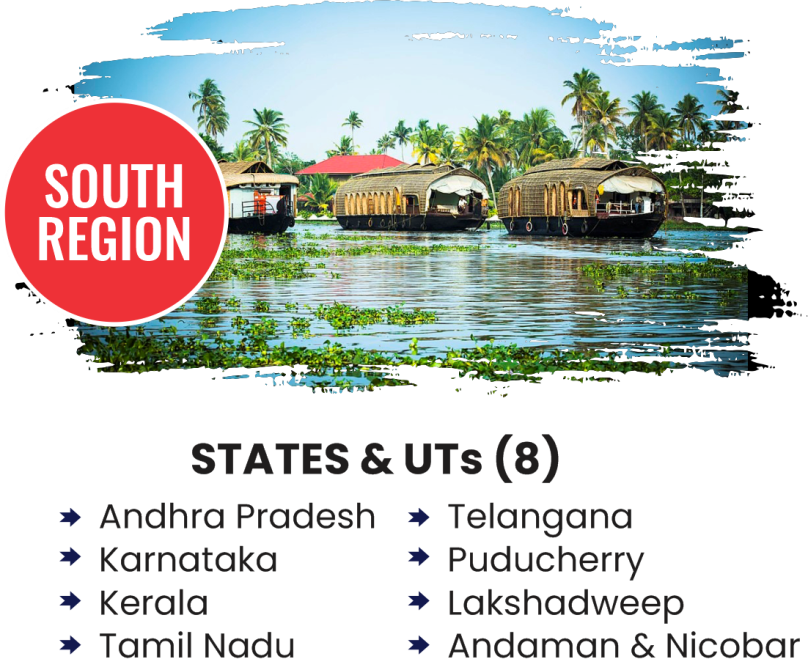 SOUTH
REGION
STATES & UTs (8)
Andhra Pradesh
Karnataka
Kerala
Tamil Nadu
Telangana
Puducherry
Lakshadweep
Andaman & Nicobar